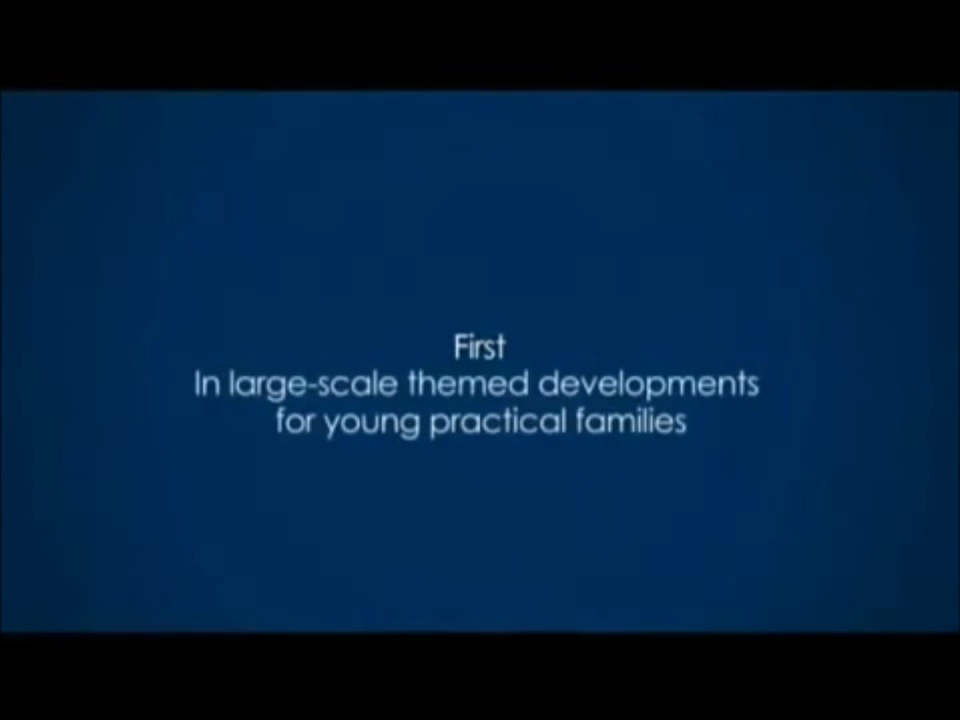 First
In large-scale themed developments
for young practical families